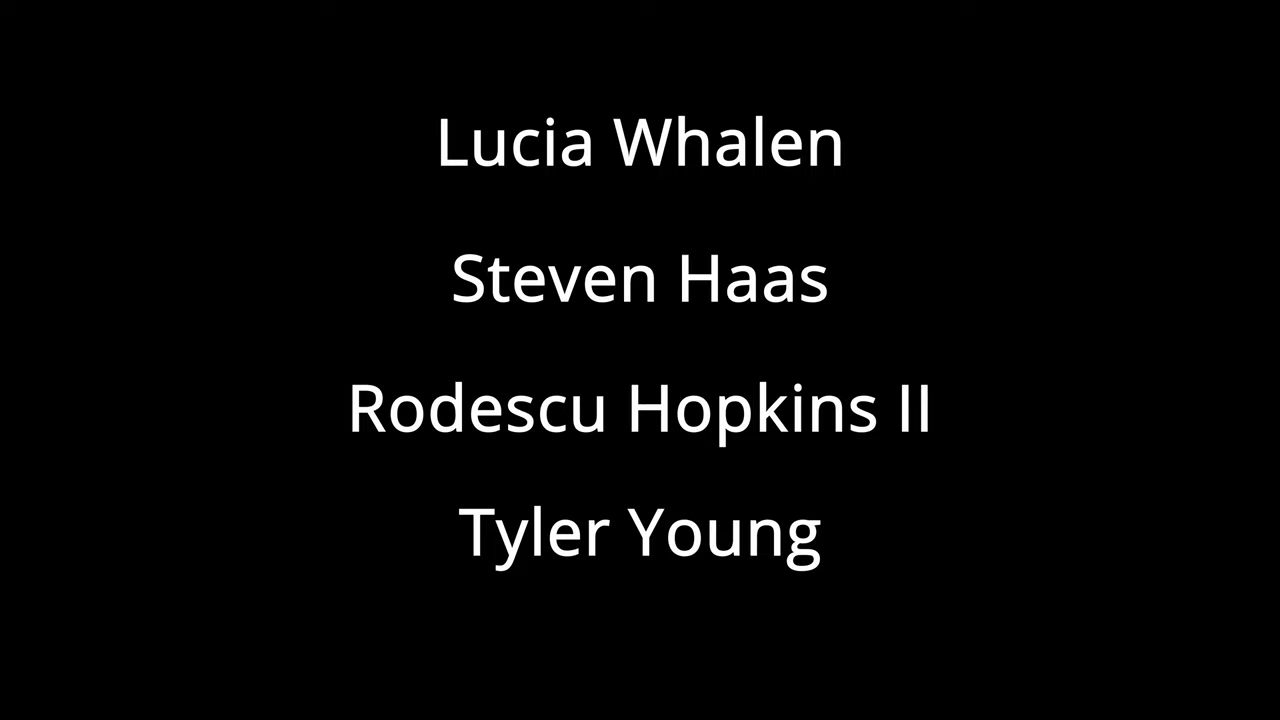 Lucia Whalen
Steven Haas
Rodescu Hopkins II
Tyler Young